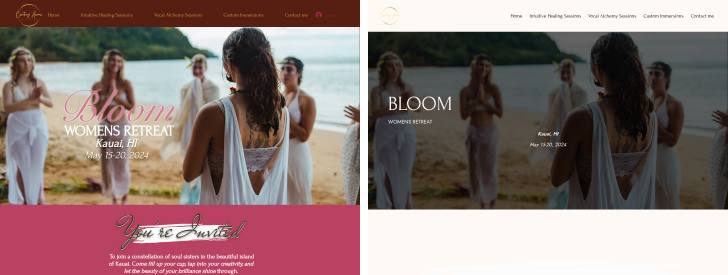 Home Intuitive Healing Sessions Vocal Alchemy Sessions Custom Immersions Contact me
Bloom
WOMENS RETREAT
Kauai, HI
May 15-20, 2024
You're Invited
To join a constellation of soul sisters in the beautiful island
of Kauai. Come fill up your cup, tap into your creativity, and
let the beauty of your brilliance shine through.
Home Intuitive Healing Sessions Vocal Alchemy Sessions Custom Immersions Contact me
BLOOM
WOMENS RETREAT
Kauai, HI
May 15-20, 2024